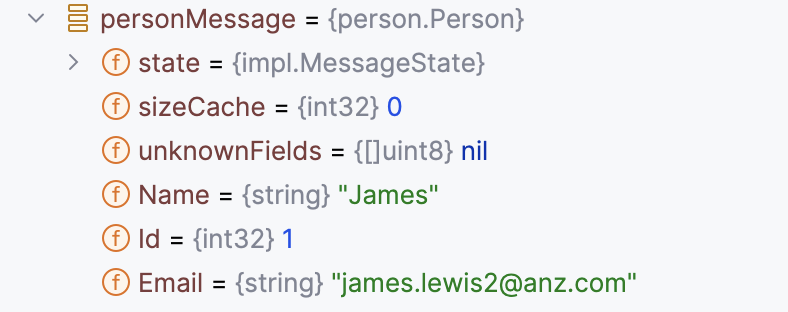 personMessage = {person.Person}
f state = {impl.MessageState}
f sizeCache = {int32} 0
f unknownFields = {[]uint8} nil
f Name = {string} "James"
f Id = {int32} 1
f Email = {string} "james.lewis2@anz.com"